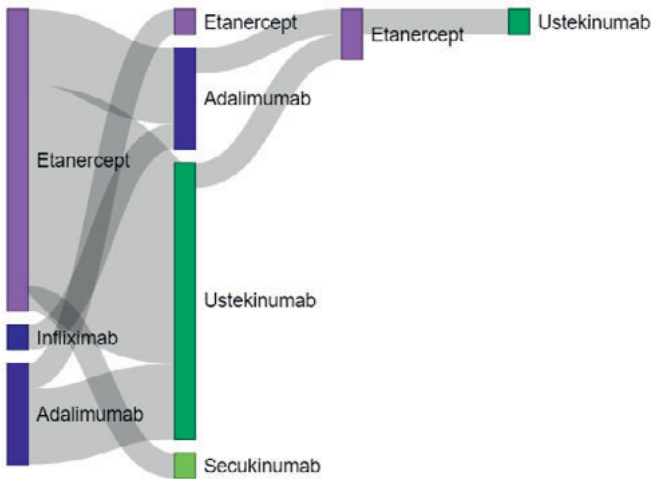 Etanercept
Infliximab
Adalimumab
Etanercept
Adalimumab
Ustekinumab
Secukinumab
Etanercept
Ustekinumab